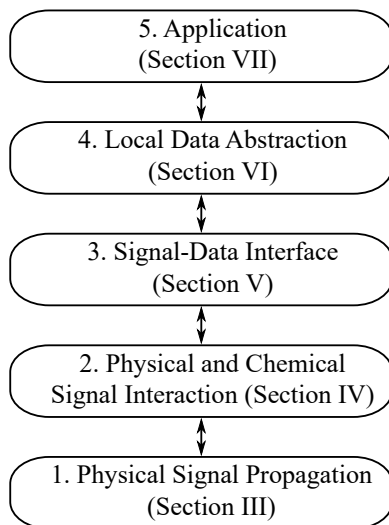 5. Application
(Section VII)
4. Local Data Abstraction
(Section VI)
3. Signal-Data Interface
(Section V)
2. Physical and Chemical
Signal Interaction (Section IV)
1. Physical Signal Propagation
(Section III)